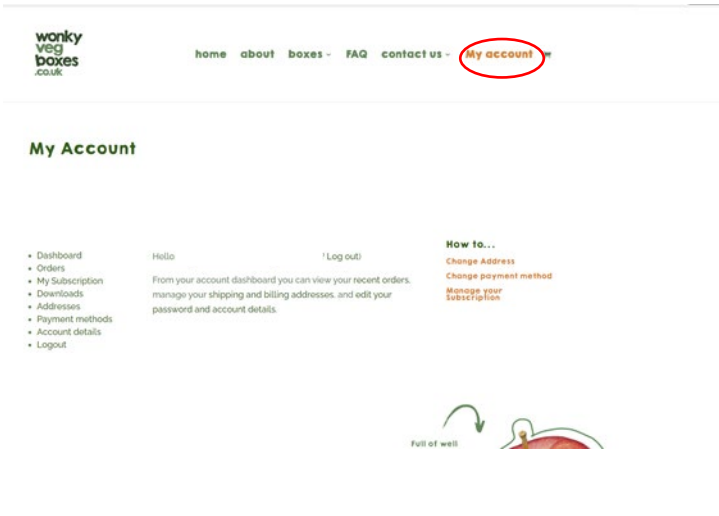 wonky
veg
boxes
.co.uk
home about boxes FAQ contact us My account
My Account
Dashboard
Orders
My Subscription
Downloads
Addresses
Payment methods
Account details
Logout
Hello Log out)
From your account dashboard you can view your recent orders,
manage your shipping and billing addresses, and edit your
password and account details.
How to...
Change Address
Change payment method
Manage your
Subscription
Full of well